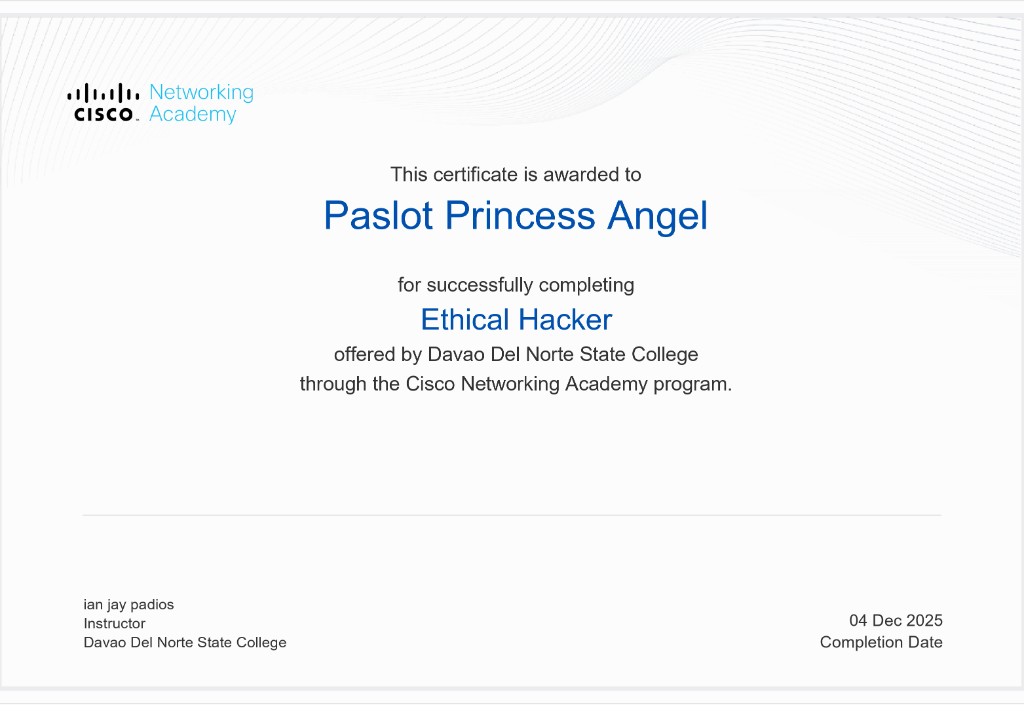 CISCO Networking
Academy
This certificate is awarded to
Paslot Princess Angel
for successfully completing
Ethical Hacker
offered by Davao Del Norte State College
through the Cisco Networking Academy program.
ian jay padios
Instructor
Davao Del Norte State College
04 Dec 2025
Completion Date